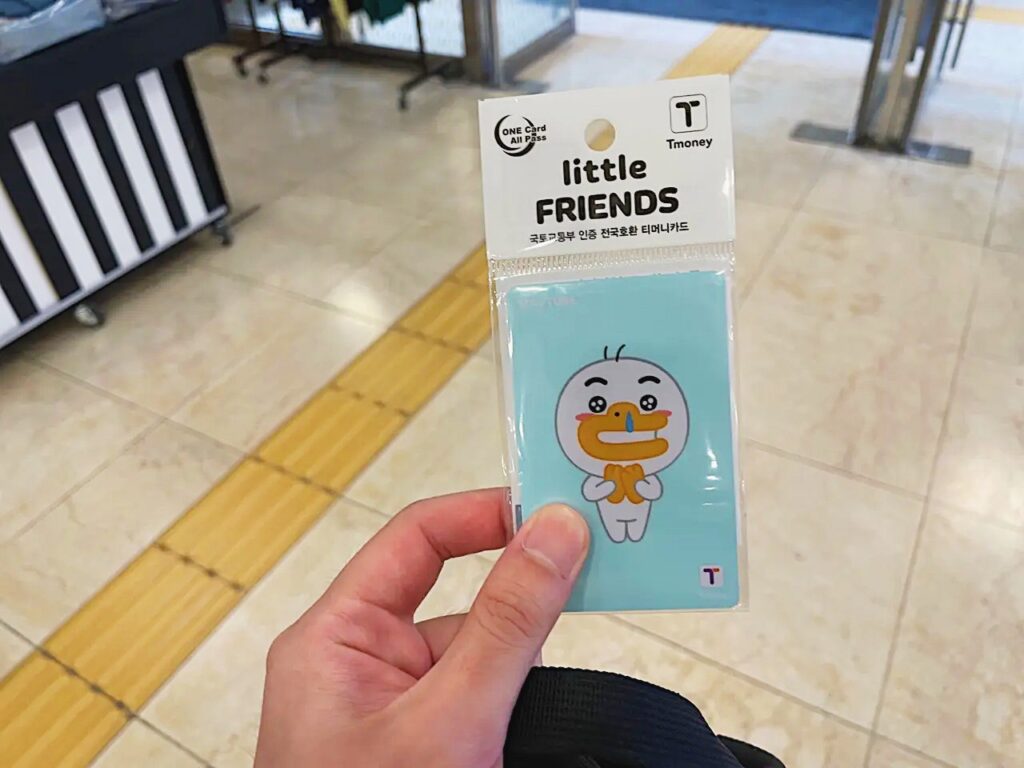 ONE Card
All Pass
Tmoney
little
FRIENDS
국토교통부 인증 전국호환 티머니카드